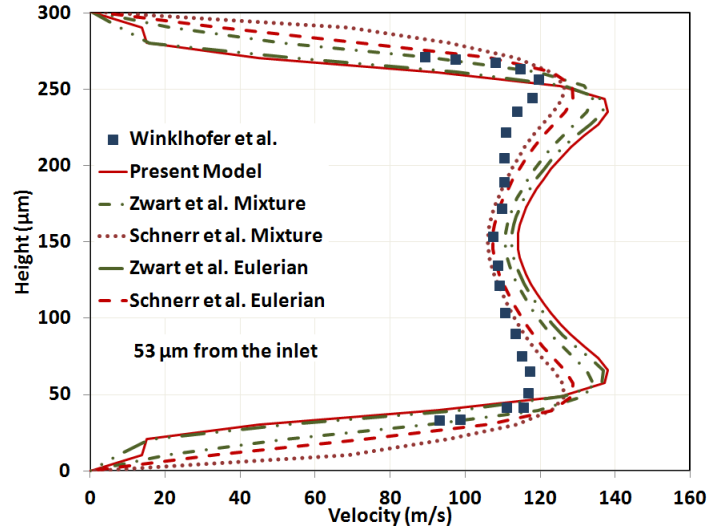 300
250
200
150
100
50
0
Height (µm)
Winklhofer et al.
Present Model
Zwart et al. Mixture
Schnerr et al. Mixture
Zwart et al. Eulerian
Schnerr et al. Eulerian
53 µm from the inlet
0 20 40 60 80 100 120 140 160
Velocity (m/s)